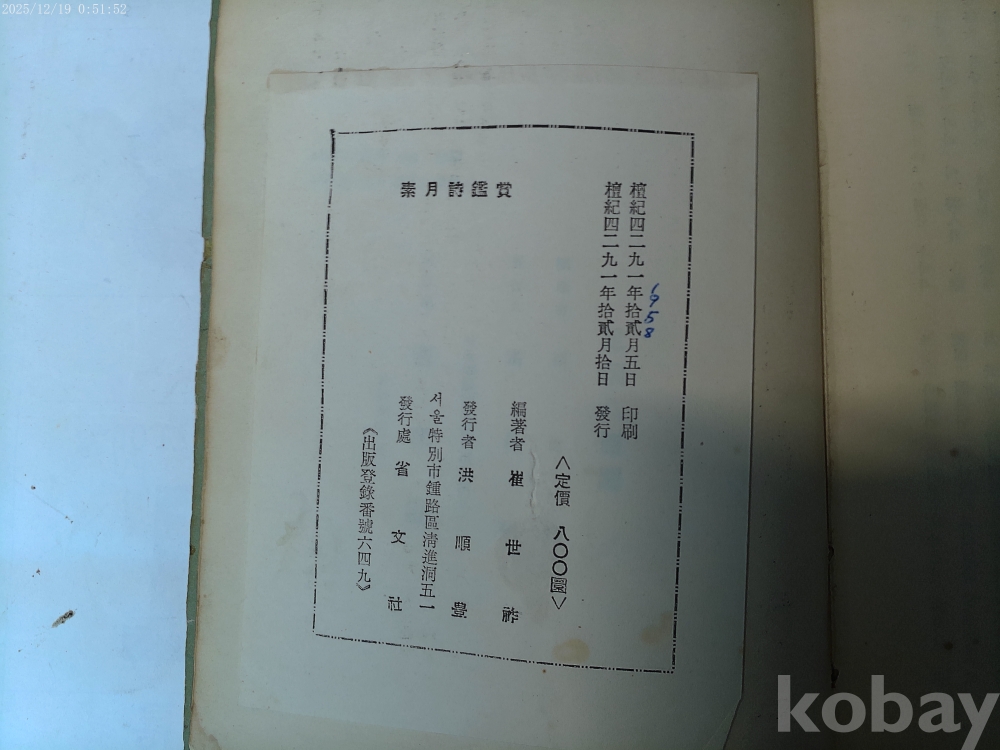 2025/12/19 0:51:52
檀紀四二九一年拾貳月五日 印刷
1958
檀紀四二九一年拾貳月拾日 發行
素月詩鑑賞
<定價 八〇〇圜>
編著者 崔世祚
發行者 洪順豊
서울特別市鍾路區淸進洞五一
發行處 省文社
《出版登錄番號六四九》
kobay